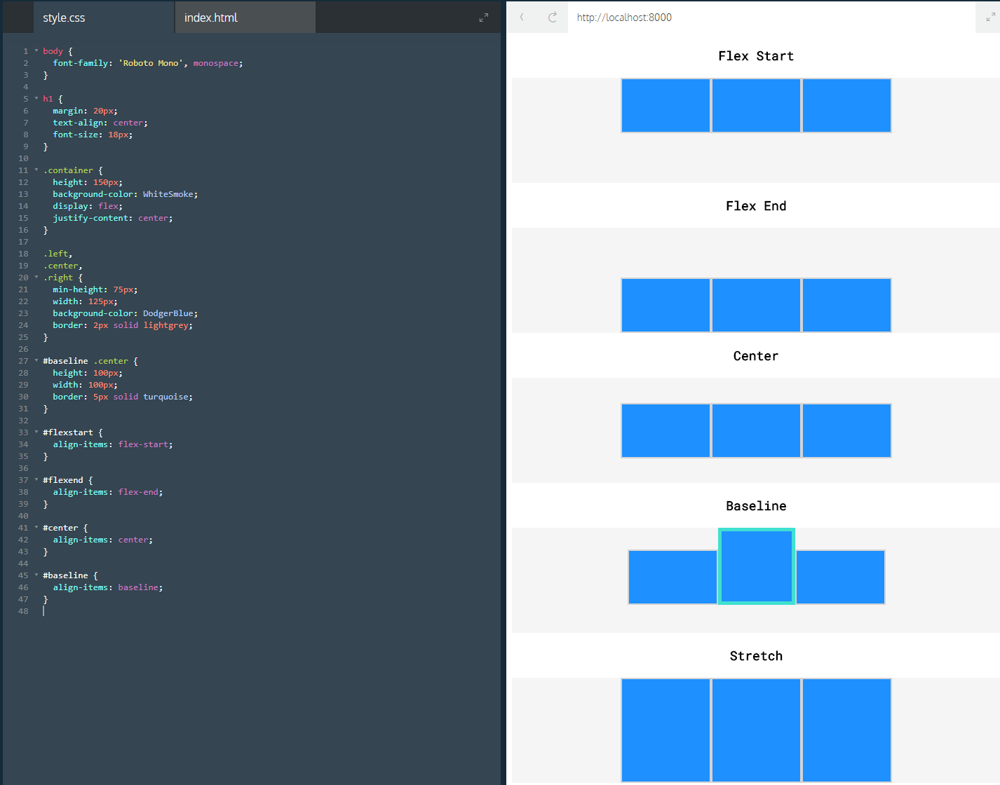 style.css
index.html
http://localhost:8000
1 body {
2 font-family: 'Roboto Mono', monospace;
3 }
4
5 h1 {
6 margin: 20px;
7 text-align: center;
8 font-size: 18px;
9 }
10
11 .container {
12 height: 150px;
13 background-color: WhiteSmoke;
14 display: flex;
15 justify-content: center;
16 }
17
18 .left,
19 .center,
20 .right {
21 min-height: 75px;
22 width: 125px;
23 background-color: DodgerBlue;
24 border: 2px solid lightgrey;
25 }
26
27 #baseline .center {
28 height: 100px;
29 width: 100px;
30 border: 5px solid turquoise;
31 }
32
33 #flexstart {
34 align-items: flex-start;
35 }
36
37 #flexend {
38 align-items: flex-end;
39 }
40
41 #center {
42 align-items: center;
43 }
44
45 #baseline {
46 align-items: baseline;
47 }
48
Flex Start
Flex End
Center
Baseline
Stretch